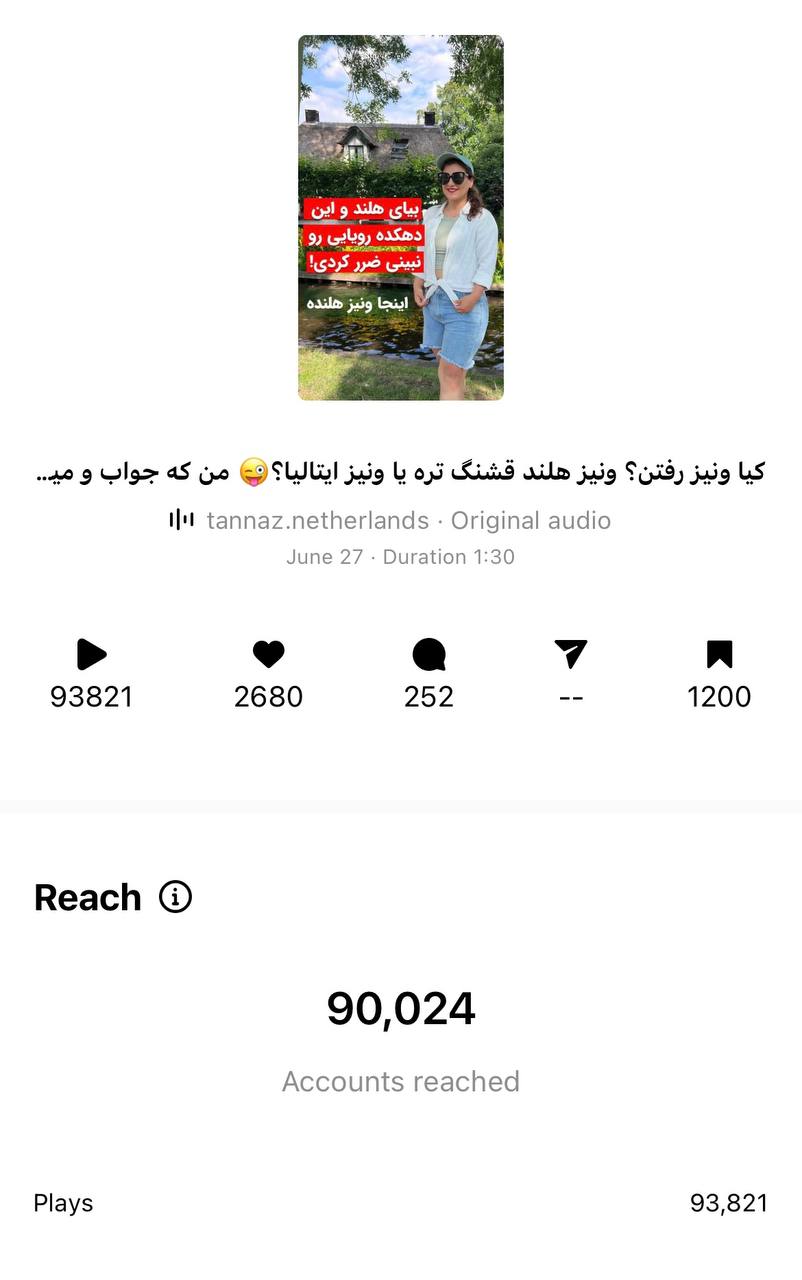 بیای هلند و این
دهکده رویایی رو
نبینی ضرر کردی!
اینجا ونیز هلنده
کیا ونیز رفتن؟ ونیز هلند قشنگ تره یا ونیز ایتالیا؟😜 من که جواب و می...
tannaz.netherlands · Original audio
June 27 · Duration 1:30
93821 2680 252 -- 1200
Reach
90,024
Accounts reached
Plays 93,821